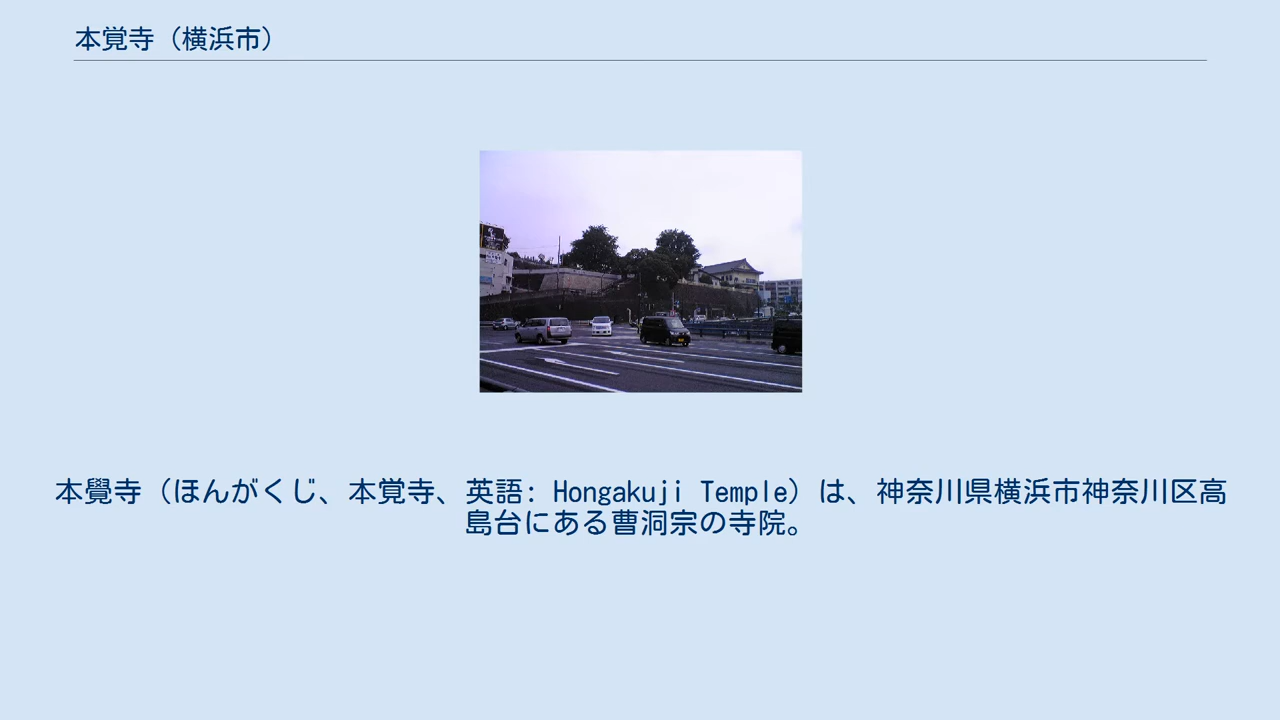 本覚寺（横浜市）
本覺寺（ほんがくじ、本覚寺、英語: Hongakuji Temple）は、神奈川県横浜市神奈川区高
島台にある曹洞宗の寺院。